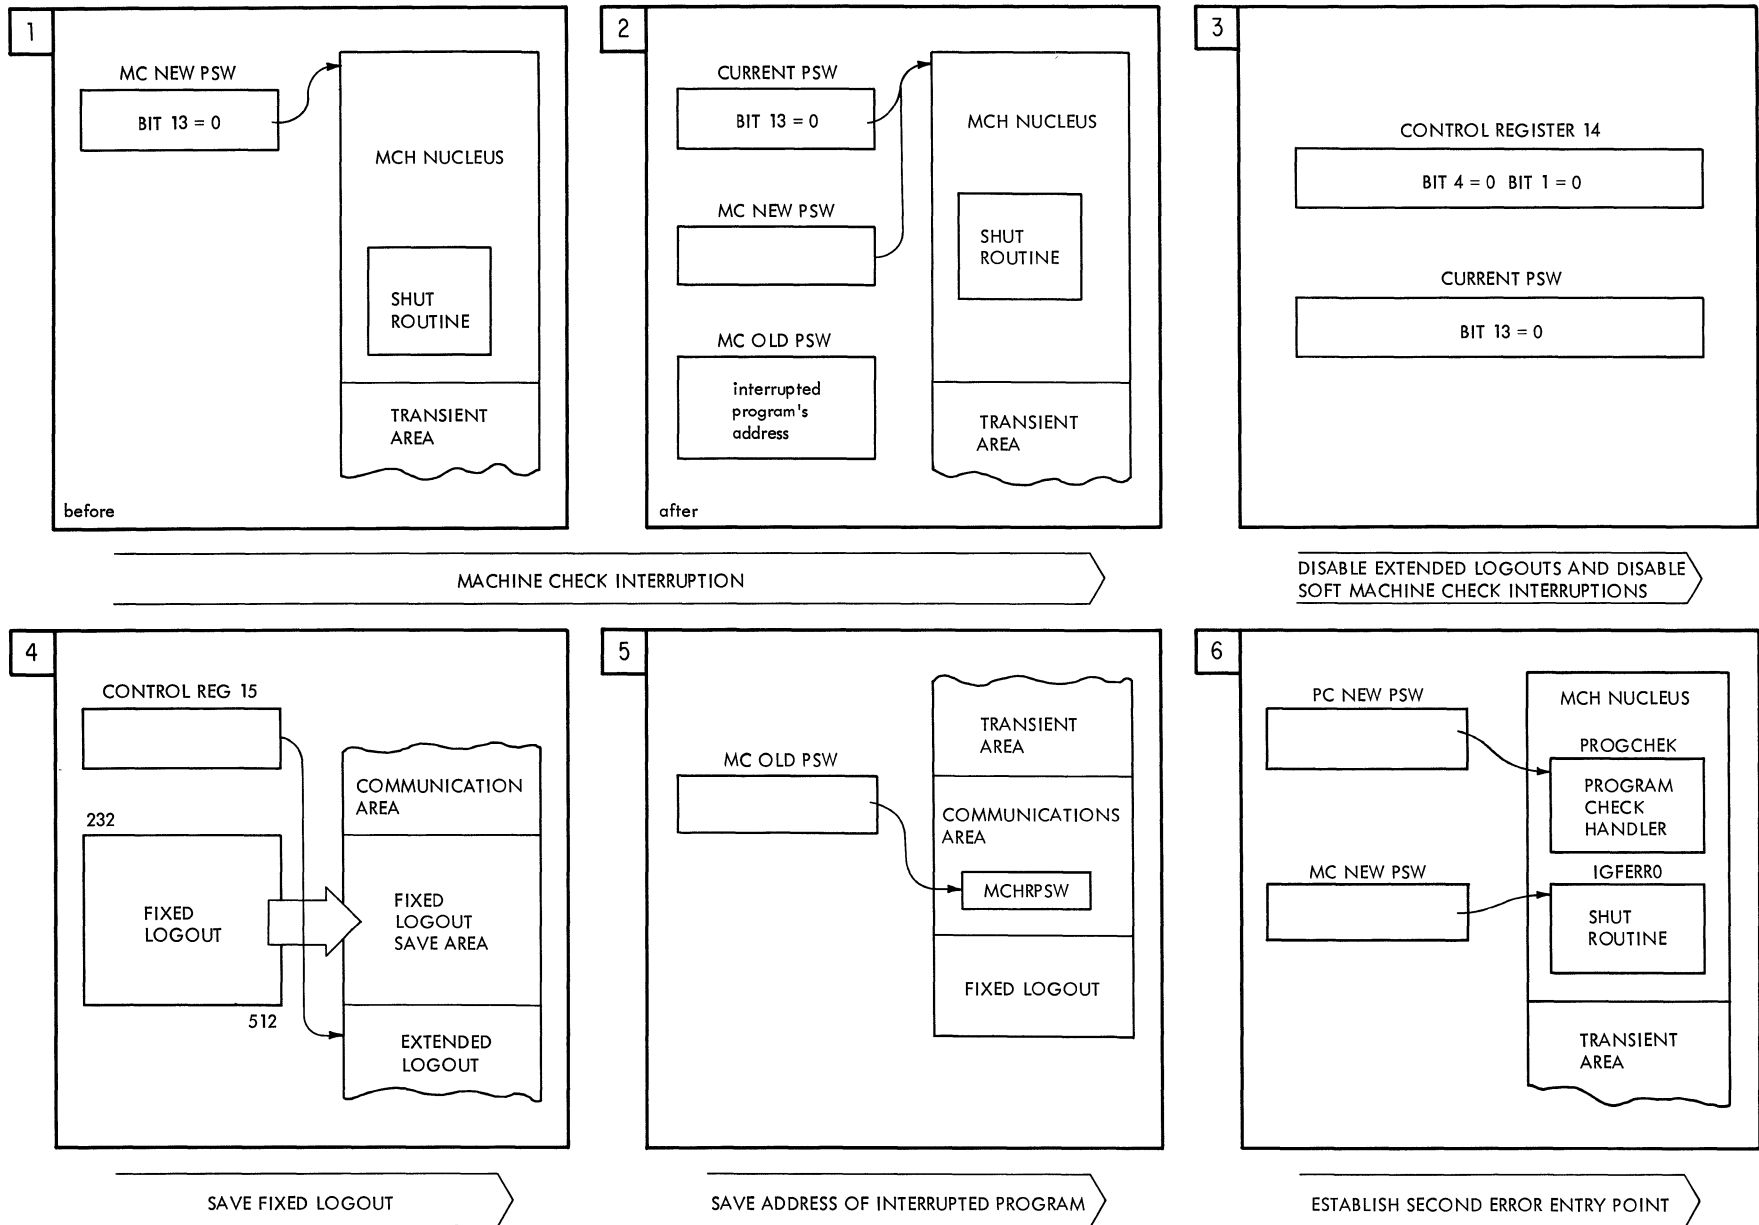 1
MC NEW PSW
BIT 13 = 0
MCH NUCLEUS
SHUT
ROUTINE
TRANSIENT
AREA
before
2
CURRENT PSW
BIT 13 = 0
MCH NUCLEUS
MC NEW PSW
SHUT
ROUTINE
MC OLD PSW
interrupted
program's
address
TRANSIENT
AREA
after
3
CONTROL REGISTER 14
BIT 4 = 0 BIT 1 = 0
CURRENT PSW
BIT 13 = 0
MACHINE CHECK INTERRUPTION
DISABLE EXTENDED LOGOUTS AND DISABLE
SOFT MACHINE CHECK INTERRUPTIONS
4
CONTROL REG 15
COMMUNICATION
AREA
232
FIXED
LOGOUT
FIXED
LOGOUT
SAVE AREA
512
EXTENDED
LOGOUT
5
TRANSIENT
AREA
MC OLD PSW
COMMUNICATIONS
AREA
MCHRPSW
FIXED LOGOUT
6
PC NEW PSW
MCH NUCLEUS
PROGCHEK
PROGRAM
CHECK
HANDLER
MC NEW PSW
IGFERR0
SHUT
ROUTINE
TRANSIENT
AREA
SAVE FIXED LOGOUT
SAVE ADDRESS OF INTERRUPTED PROGRAM
ESTABLISH SECOND ERROR ENTRY POINT